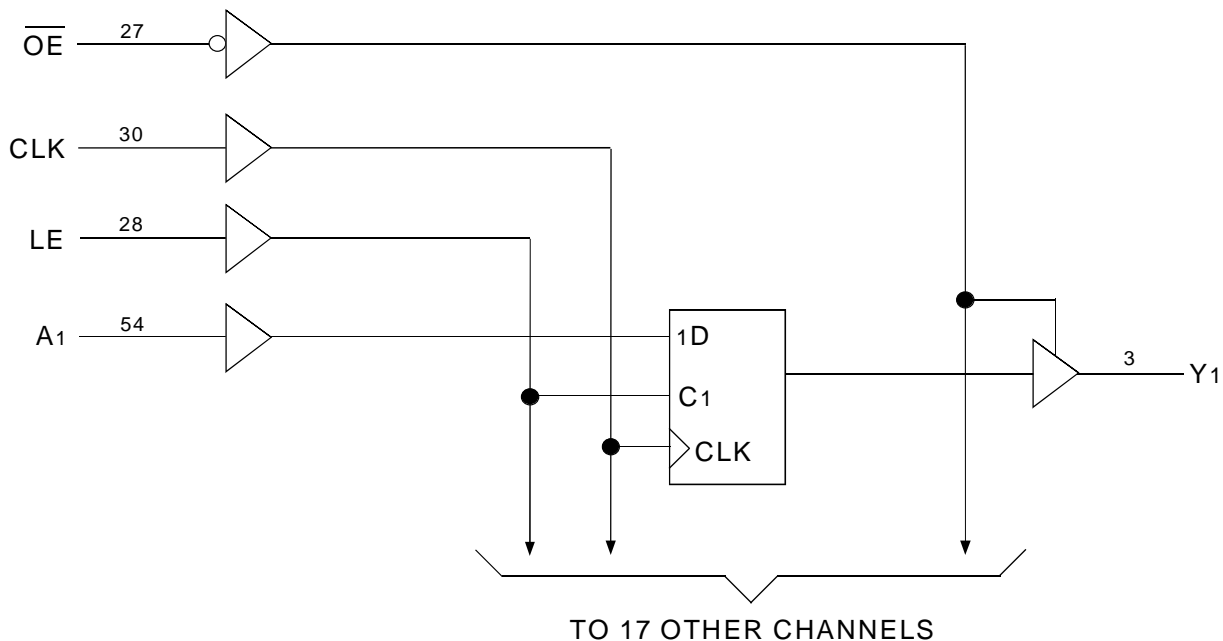 OE 27
CLK 30
LE 28
A1 54
1D
C1
CLK
3 Y1
TO 17 OTHER CHANNELS